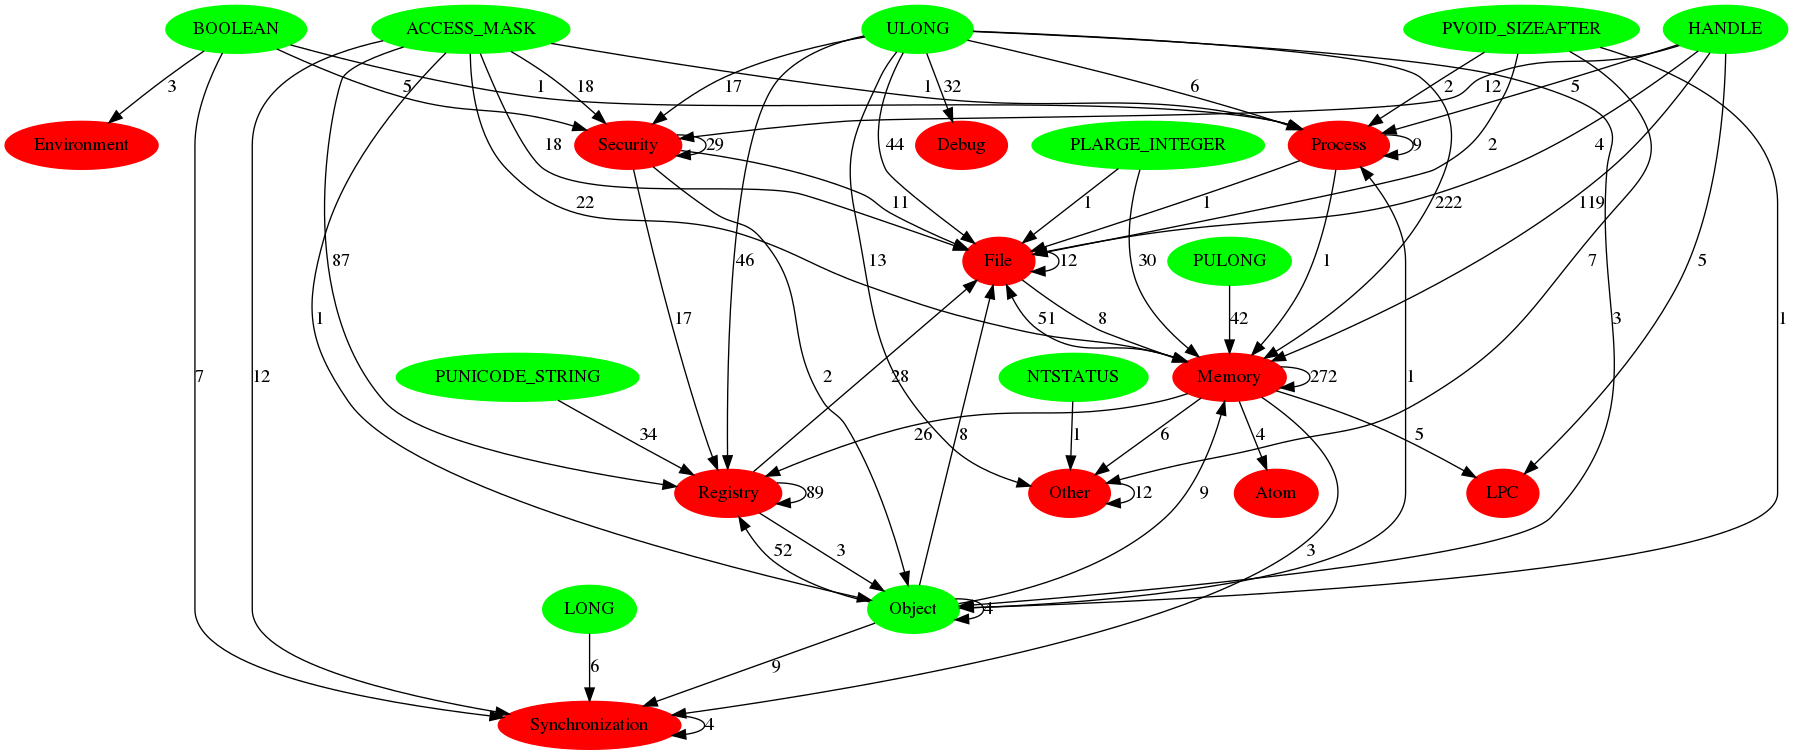 BOOLEAN ACCESS_MASK ULONG PVOID_SIZEAFTER HANDLE
3 5 1 18 1 17 32 6 2 12 2 5
Environment Security Debug PLARGE_INTEGER Process
29 18 44 2 4 9
22 11 1 1 222 119
File PULONG
87 46 13 12 30 1 7 5
1 17 51 8 42 3 1
PUNICODE_STRING NTSTATUS Memory
7 12 2 28 272 1
34 26 8 1 6 4 5
Registry Other Atom LPC
89 12 9
52 3 3
LONG Object
4
6 9
Synchronization
4